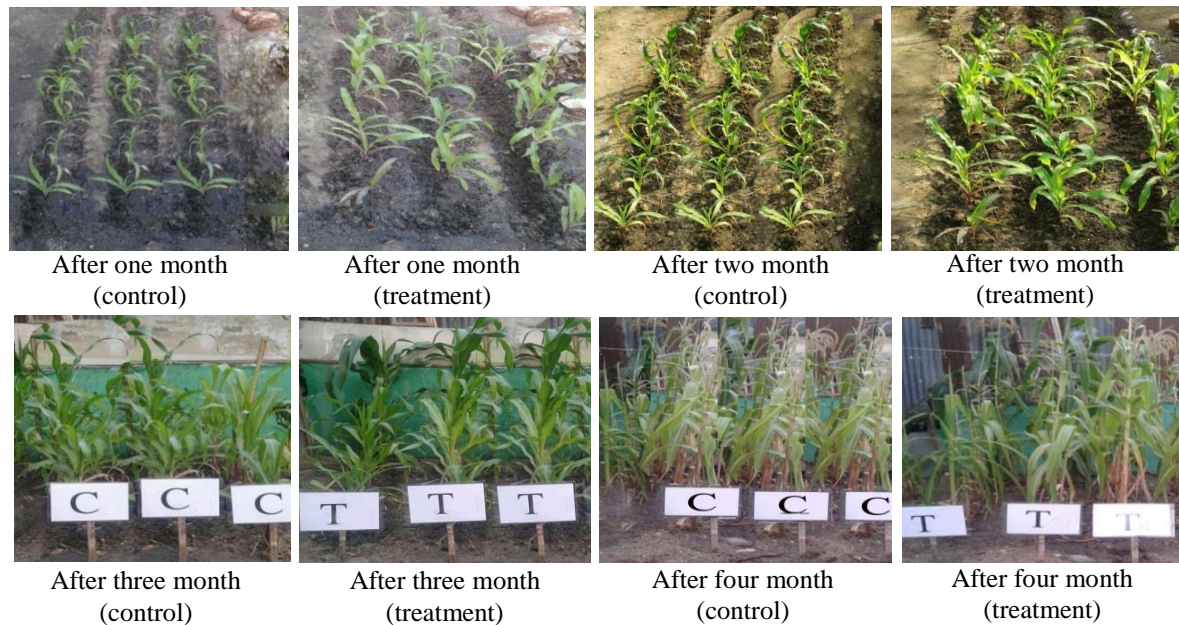 After one month
(control)
After one month
(treatment)
After two month
(control)
After two month
(treatment)
C C C
T T T
C C C
T T T
After three month
(control)
After three month
(treatment)
After four month
(control)
After four month
(treatment)